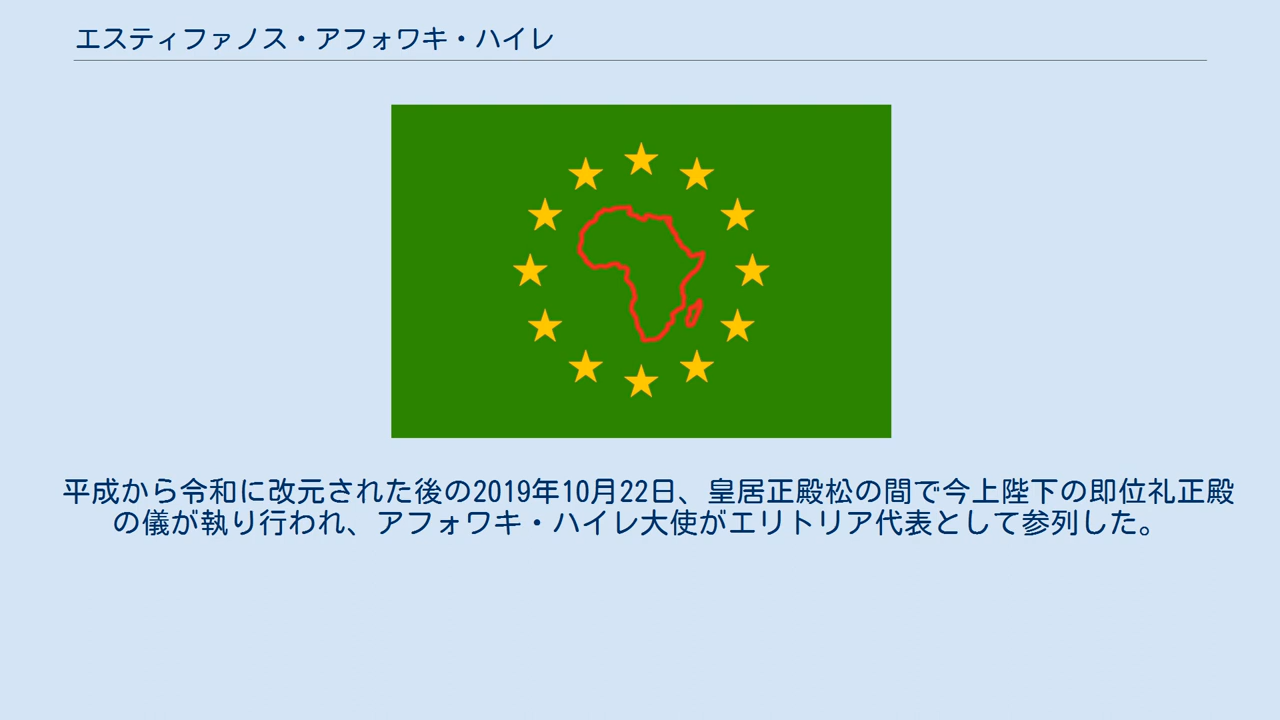 エスティファノス・アフォワキ・ハイレ
平成から令和に改元された後の2019年10月22日、皇居正殿松の間で今上陛下の即位礼正殿
の儀が執り行われ、アフォワキ・ハイレ大使がエリトリア代表として参列した。